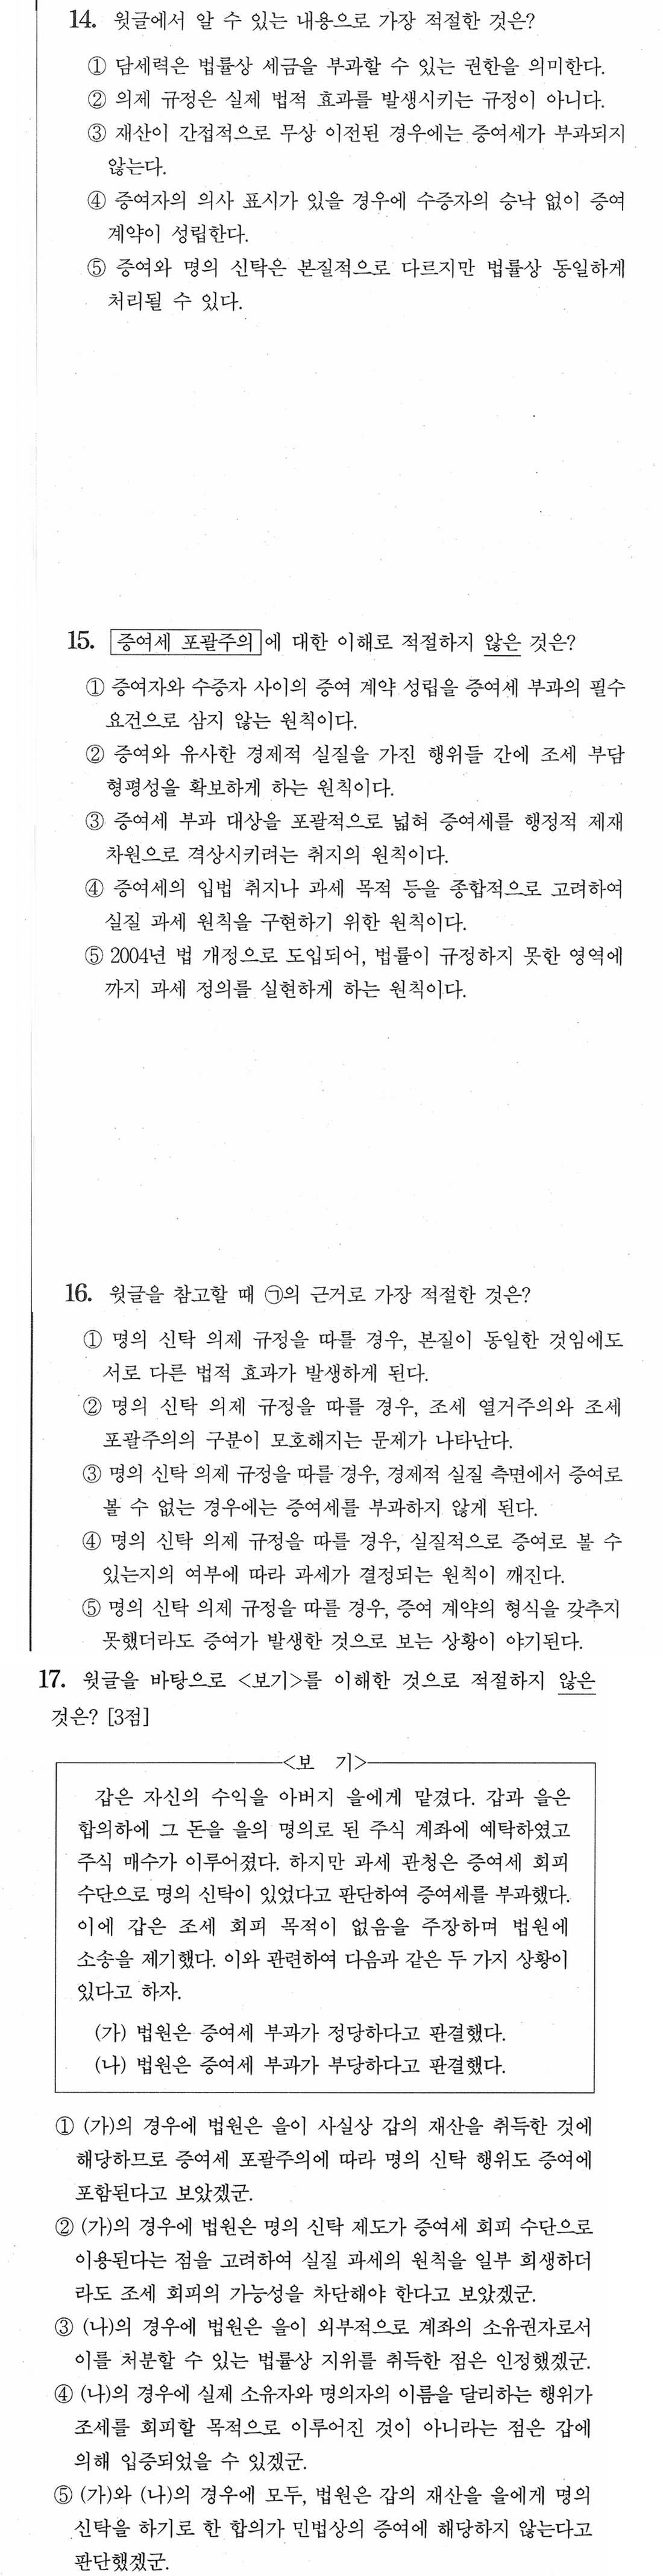 14. 윗글에서 알 수 있는 내용으로 가장 적절한 것은?
① 담세력은 법률상 세금을 부과할 수 있는 권한을 의미한다.
② 의제 규정은 실제 법적 효과를 발생시키는 규정이 아니다.
③ 재산이 간접적으로 무상 이전된 경우에는 증여세가 부과되지
않는다.
④ 증여자의 의사 표시가 있을 경우에 수증자의 승낙 없이 증여
계약이 성립한다.
⑤ 증여와 명의 신탁은 본질적으로 다르지만 법률상 동일하게
처리될 수 있다.
15. 증여세 포괄주의에 대한 이해로 적절하지 않은 것은?
① 증여자와 수증자 사이의 증여 계약 성립을 증여세 부과의 필수
요건으로 삼지 않는 원칙이다.
② 증여와 유사한 경제적 실질을 가진 행위들 간에 조세 부담
형평성을 확보하게 하는 원칙이다.
③ 증여세 부과 대상을 포괄적으로 넓혀 증여세를 행정적 제재
차원으로 격상시키려는 취지의 원칙이다.
④ 증여세의 입법 취지나 과세 목적 등을 종합적으로 고려하여
실질 과세 원칙을 구현하기 위한 원칙이다.
⑤ 2004년 법 개정으로 도입되어, 법률이 규정하지 못한 영역에
까지 과세 정의를 실현하게 하는 원칙이다.
16. 윗글을 참고할 때 ㉠의 근거로 가장 적절한 것은?
① 명의 신탁 의제 규정을 따를 경우, 본질이 동일한 것임에도
서로 다른 법적 효과가 발생하게 된다.
② 명의 신탁 의제 규정을 따를 경우, 조세 열거주의와 조세
포괄주의의 구분이 모호해지는 문제가 나타난다.
③ 명의 신탁 의제 규정을 따를 경우, 경제적 실질 측면에서 증여로
볼 수 없는 경우에는 증여세를 부과하지 않게 된다.
④ 명의 신탁 의제 규정을 따를 경우, 실질적으로 증여로 볼 수
있는지의 여부에 따라 과세가 결정되는 원칙이 깨진다.
⑤ 명의 신탁 의제 규정을 따를 경우, 증여 계약의 형식을 갖추지
못했더라도 증여가 발생한 것으로 보는 상황이 야기된다.
17. 윗글을 바탕으로 <보기>를 이해한 것으로 적절하지 않은
것은? [3점]
<보 기>
갑은 자신의 수익을 아버지 을에게 맡겼다. 갑과 을은
합의하에 그 돈을 을의 명의로 된 주식 계좌에 예탁하였고
주식 매수가 이루어졌다. 하지만 과세 관청은 증여세 회피
수단으로 명의 신탁이 있었다고 판단하여 증여세를 부과했다.
이에 갑은 조세 회피 목적이 없음을 주장하며 법원에
소송을 제기했다. 이와 관련하여 다음과 같은 두 가지 상황이
있다고 하자.
(가) 법원은 증여세 부과가 정당하다고 판결했다.
(나) 법원은 증여세 부과가 부당하다고 판결했다.
① (가)의 경우에 법원은 을이 사실상 갑의 재산을 취득한 것에
해당하므로 증여세 포괄주의에 따라 명의 신탁 행위도 증여에
포함된다고 보았겠군.
② (가)의 경우에 법원은 명의 신탁 제도가 증여세 회피 수단으로
이용된다는 점을 고려하여 실질 과세의 원칙을 일부 희생하더
라도 조세 회피의 가능성을 차단해야 한다고 보았겠군.
③ (나)의 경우에 법원은 을이 외부적으로 계좌의 소유권자로서
이를 처분할 수 있는 법률상 지위를 취득한 점은 인정했겠군.
④ (나)의 경우에 실제 소유자와 명의자의 이름을 달리하는 행위가
조세를 회피할 목적으로 이루어진 것이 아니라는 점은 갑에
의해 입증되었을 수 있겠군.
⑤ (가)와 (나)의 경우에 모두, 법원은 갑의 재산을 을에게 명의
신탁을 하기로 한 합의가 민법상의 증여에 해당하지 않는다고
판단했겠군.